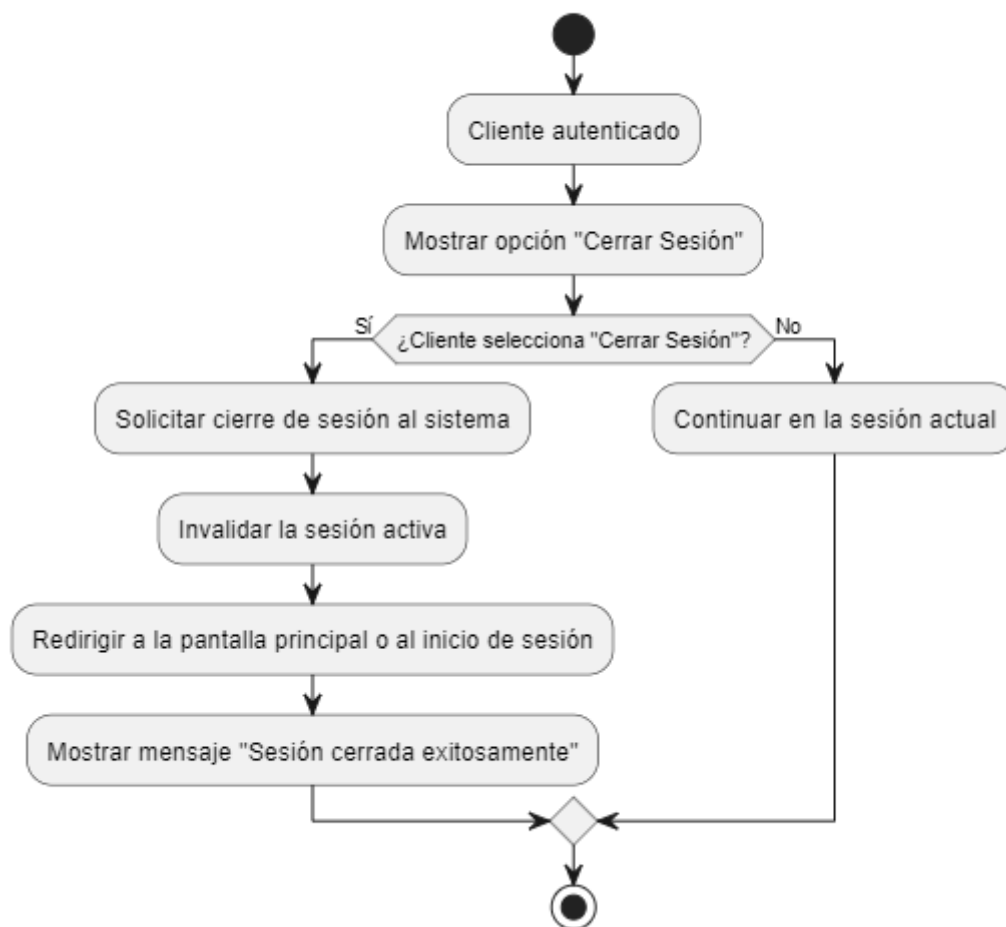 Cliente autenticado
Mostrar opción "Cerrar Sesión"
¿Cliente selecciona "Cerrar Sesión"?
Sí
No
Solicitar cierre de sesión al sistema
Continuar en la sesión actual
Invalidar la sesión activa
Redirigir a la pantalla principal o al inicio de sesión
Mostrar mensaje "Sesión cerrada exitosamente"